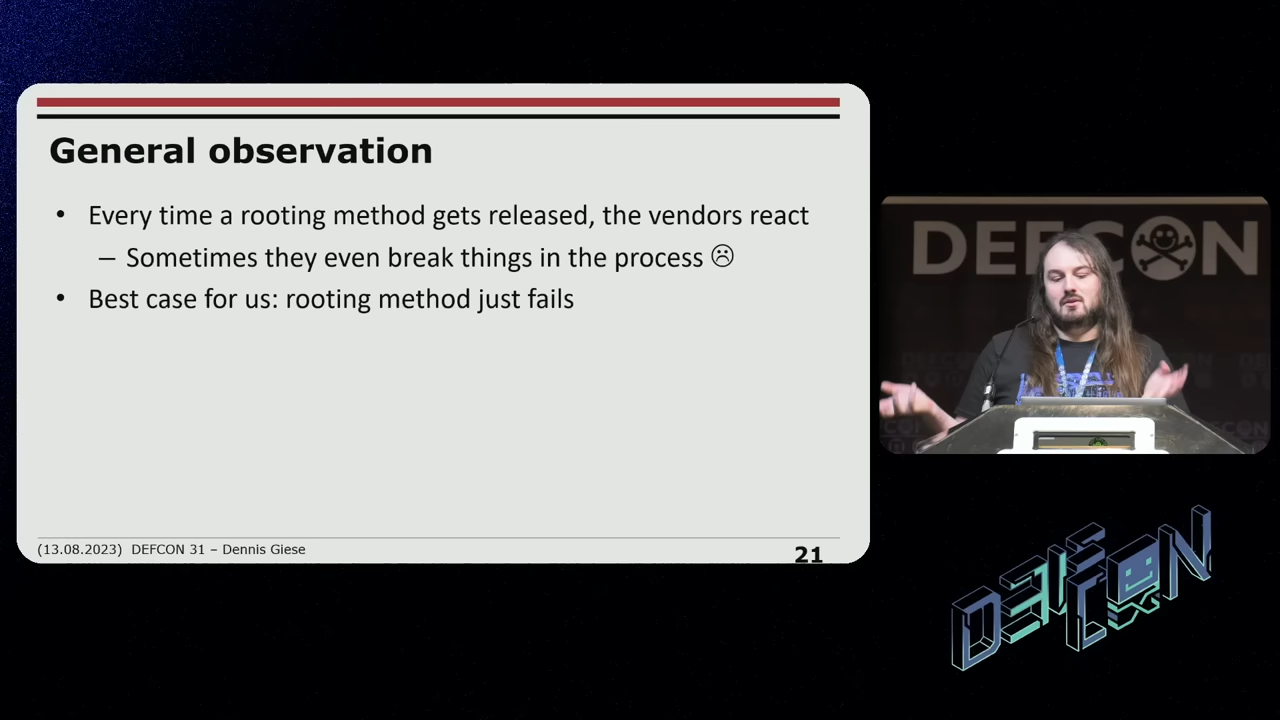 General observation
• Every time a rooting method gets released, the vendors react
– Sometimes they even break things in the process ☹
• Best case for us: rooting method just fails
(13.08.2023) DEFCON 31 – Dennis Giese
21
DEFCON
DEFCON